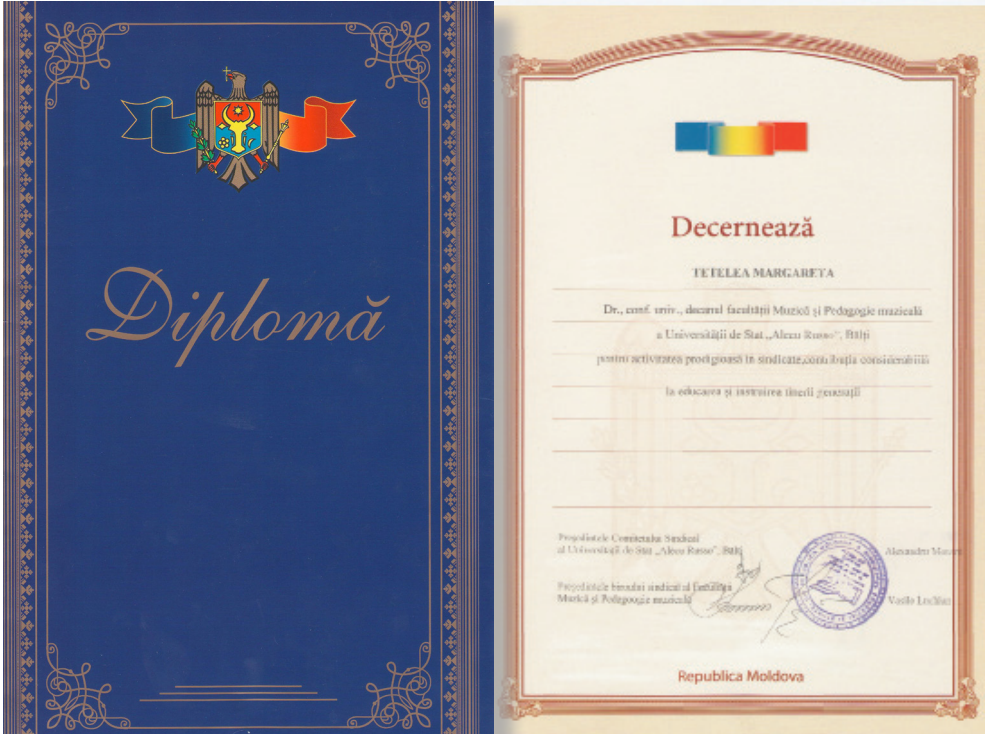 Diplomă
Decernează
TETELEA MARGARETA
Dr., conf. univ., decanul facultății Muzică și Pedagogie muzicală
a Universității de Stat „Alecu Russo”, Bălți
pentru activitatea prodigioasă în sindicate,contribuția considerabilă
la educarea și instruirea tinerii generații
Președintele Comitetului Sindical
al Universității de Stat „Alecu Russo”, Bălți
Alexandru
Președintele biroului sindical al Facultății
Muzică și Pedagogie muzicală
Vasile
Republica Moldova